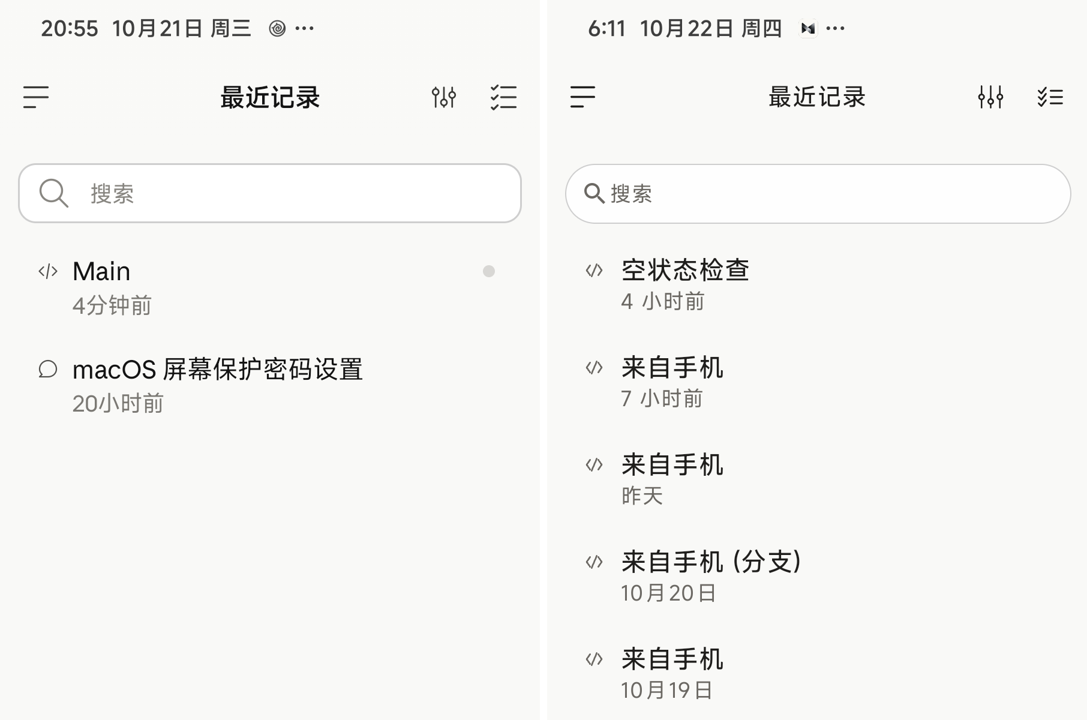 20:55 10月21日 周三 ···
最近记录
搜索
Main
4分钟前
macOS 屏幕保护密码设置
20小时前
6:11 10月22日 周四 ···
最近记录
搜索
空状态检查
4 小时前
来自手机
7 小时前
来自手机
昨天
来自手机 (分支)
10月20日
来自手机
10月19日